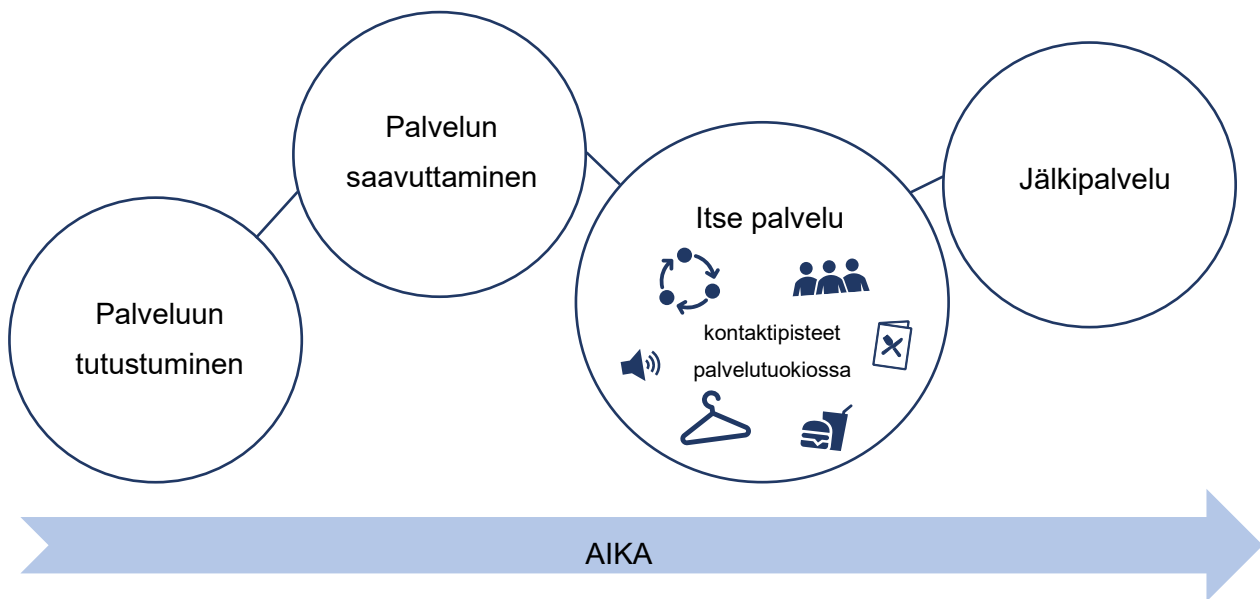 Palveluun
tutustuminen
Palvelun
saavuttaminen
Itse palvelu
kontaktipisteet
palvelutuokiossa
Jälkipalvelu
AIKA